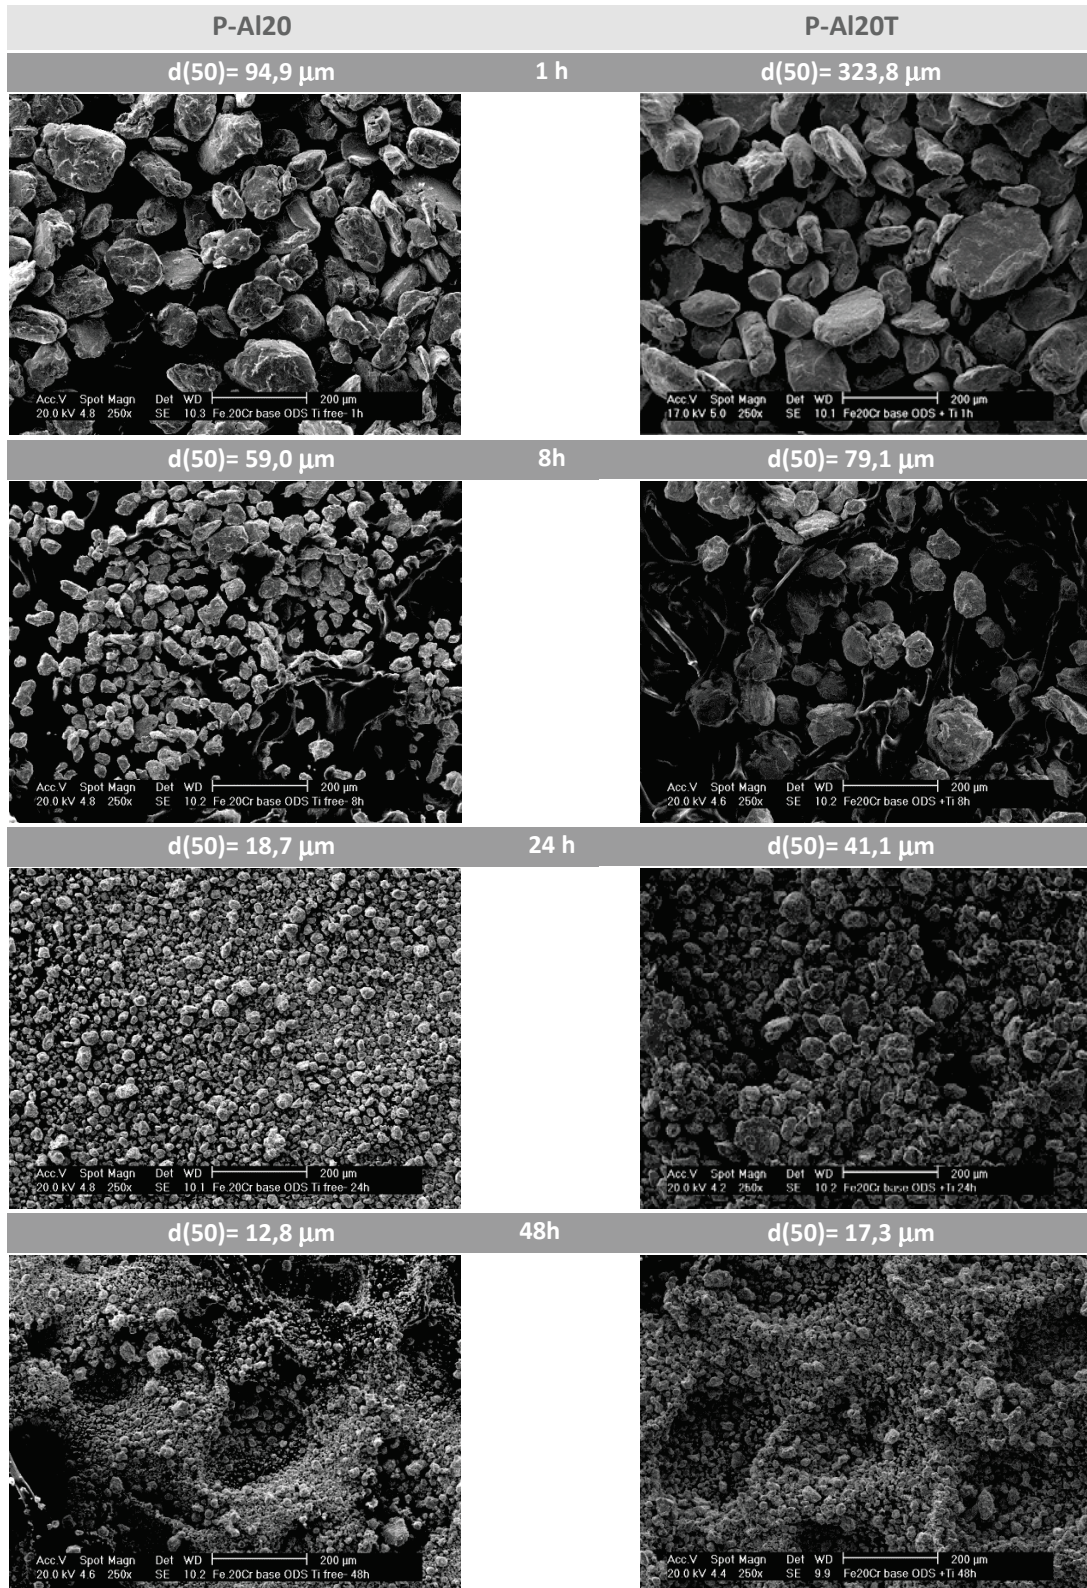 P-Al20 P-Al20T
d(50)= 94,9 µm 1 h d(50)= 323,8 µm
Acc.V Spot Magn Det WD 200 µm
20.0 kV 4.8 250x SE 10.3 Fe.20Cr base ODS Ti free- 1h
Acc.V Spot Magn Det WD 200 µm
17.0 kV 5.0 250x SE 10.1 Fe20Cr base ODS + Ti 1h
d(50)= 59,0 µm 8h d(50)= 79,1 µm
Acc.V Spot Magn Det WD 200 µm
20.0 kV 4.8 250x SE 10.2 Fe.20Cr base ODS Ti free- 8h
Acc.V Spot Magn Det WD 200 µm
20.0 kV 4.6 250x SE 10.2 Fe20Cr base ODS +Ti 8h
d(50)= 18,7 µm 24 h d(50)= 41,1 µm
Acc.V Spot Magn Det WD 200 µm
20.0 kV 4.8 250x SE 10.1 Fe.20Cr base ODS Ti free- 24h
Acc.V Spot Magn Det WD 200 µm
20.0 kV 4.2 250x SE 10.2 Fe20Cr base ODS +Ti 24h
d(50)= 12,8 µm 48h d(50)= 17,3 µm
Acc.V Spot Magn Det WD 200 µm
20.0 kV 4.6 250x SE 10.2 Fe.20Cr base ODS Ti free- 48h
Acc.V Spot Magn Det WD 200 µm
20.0 kV 4.4 250x SE 9.9 Fe20Cr base ODS +Ti 48h